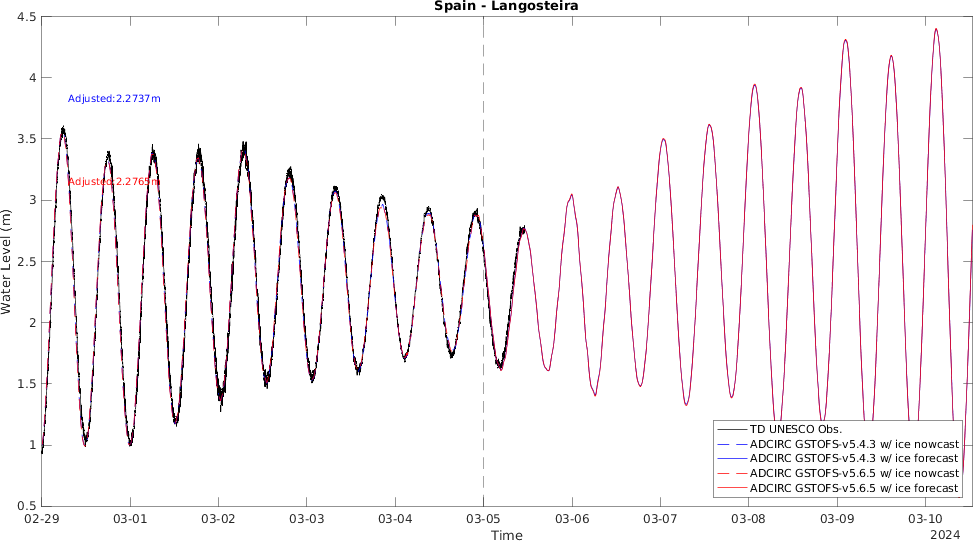 Spain - Langosteira
4.5
4
3.5
3
2.5
2
1.5
1
0.5
Water Level (m)
Adjusted:2.2737m
Adjusted:2.2765m
TD UNESCO Obs.
ADCIRC GSTOFS-v5.4.3 w/ ice nowcast
ADCIRC GSTOFS-v5.4.3 w/ ice forecast
ADCIRC GSTOFS-v5.6.5 w/ ice nowcast
ADCIRC GSTOFS-v5.6.5 w/ ice forecast
02-29 03-01 03-02 03-03 03-04 03-05 03-06 03-07 03-08 03-09 03-10
Time
2024